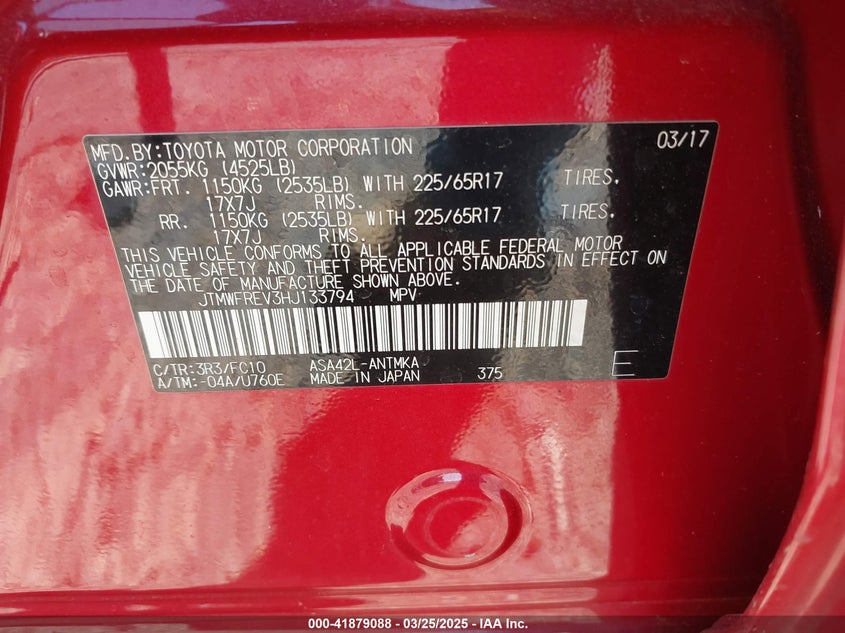 MFD.BY:TOYOTA MOTOR CORPORATION 03/17
GVWR:2055KG (4525LB)
GAWR:FRT. 1150KG (2535LB) WITH 225/65R17 TIRES.
17X7J RIMS.
RR. 1150KG (2535LB) WITH 225/65R17 TIRES.
17X7J RIMS.
THIS VEHICLE CONFORMS TO ALL APPLICABLE FEDERAL MOTOR
VEHICLE SAFETY AND THEFT PREVENTION STANDARDS IN EFFECT ON
THE DATE OF MANUFACTURE SHOWN ABOVE.
JTMWFREV3HJ133794 MPV
C/TR:3R3/FC10 ASA42L-ANTMKA
A/TM:-04A/U760E MADE IN JAPAN 375 E
000-41879088 - 03/25/2025 - IAA Inc.